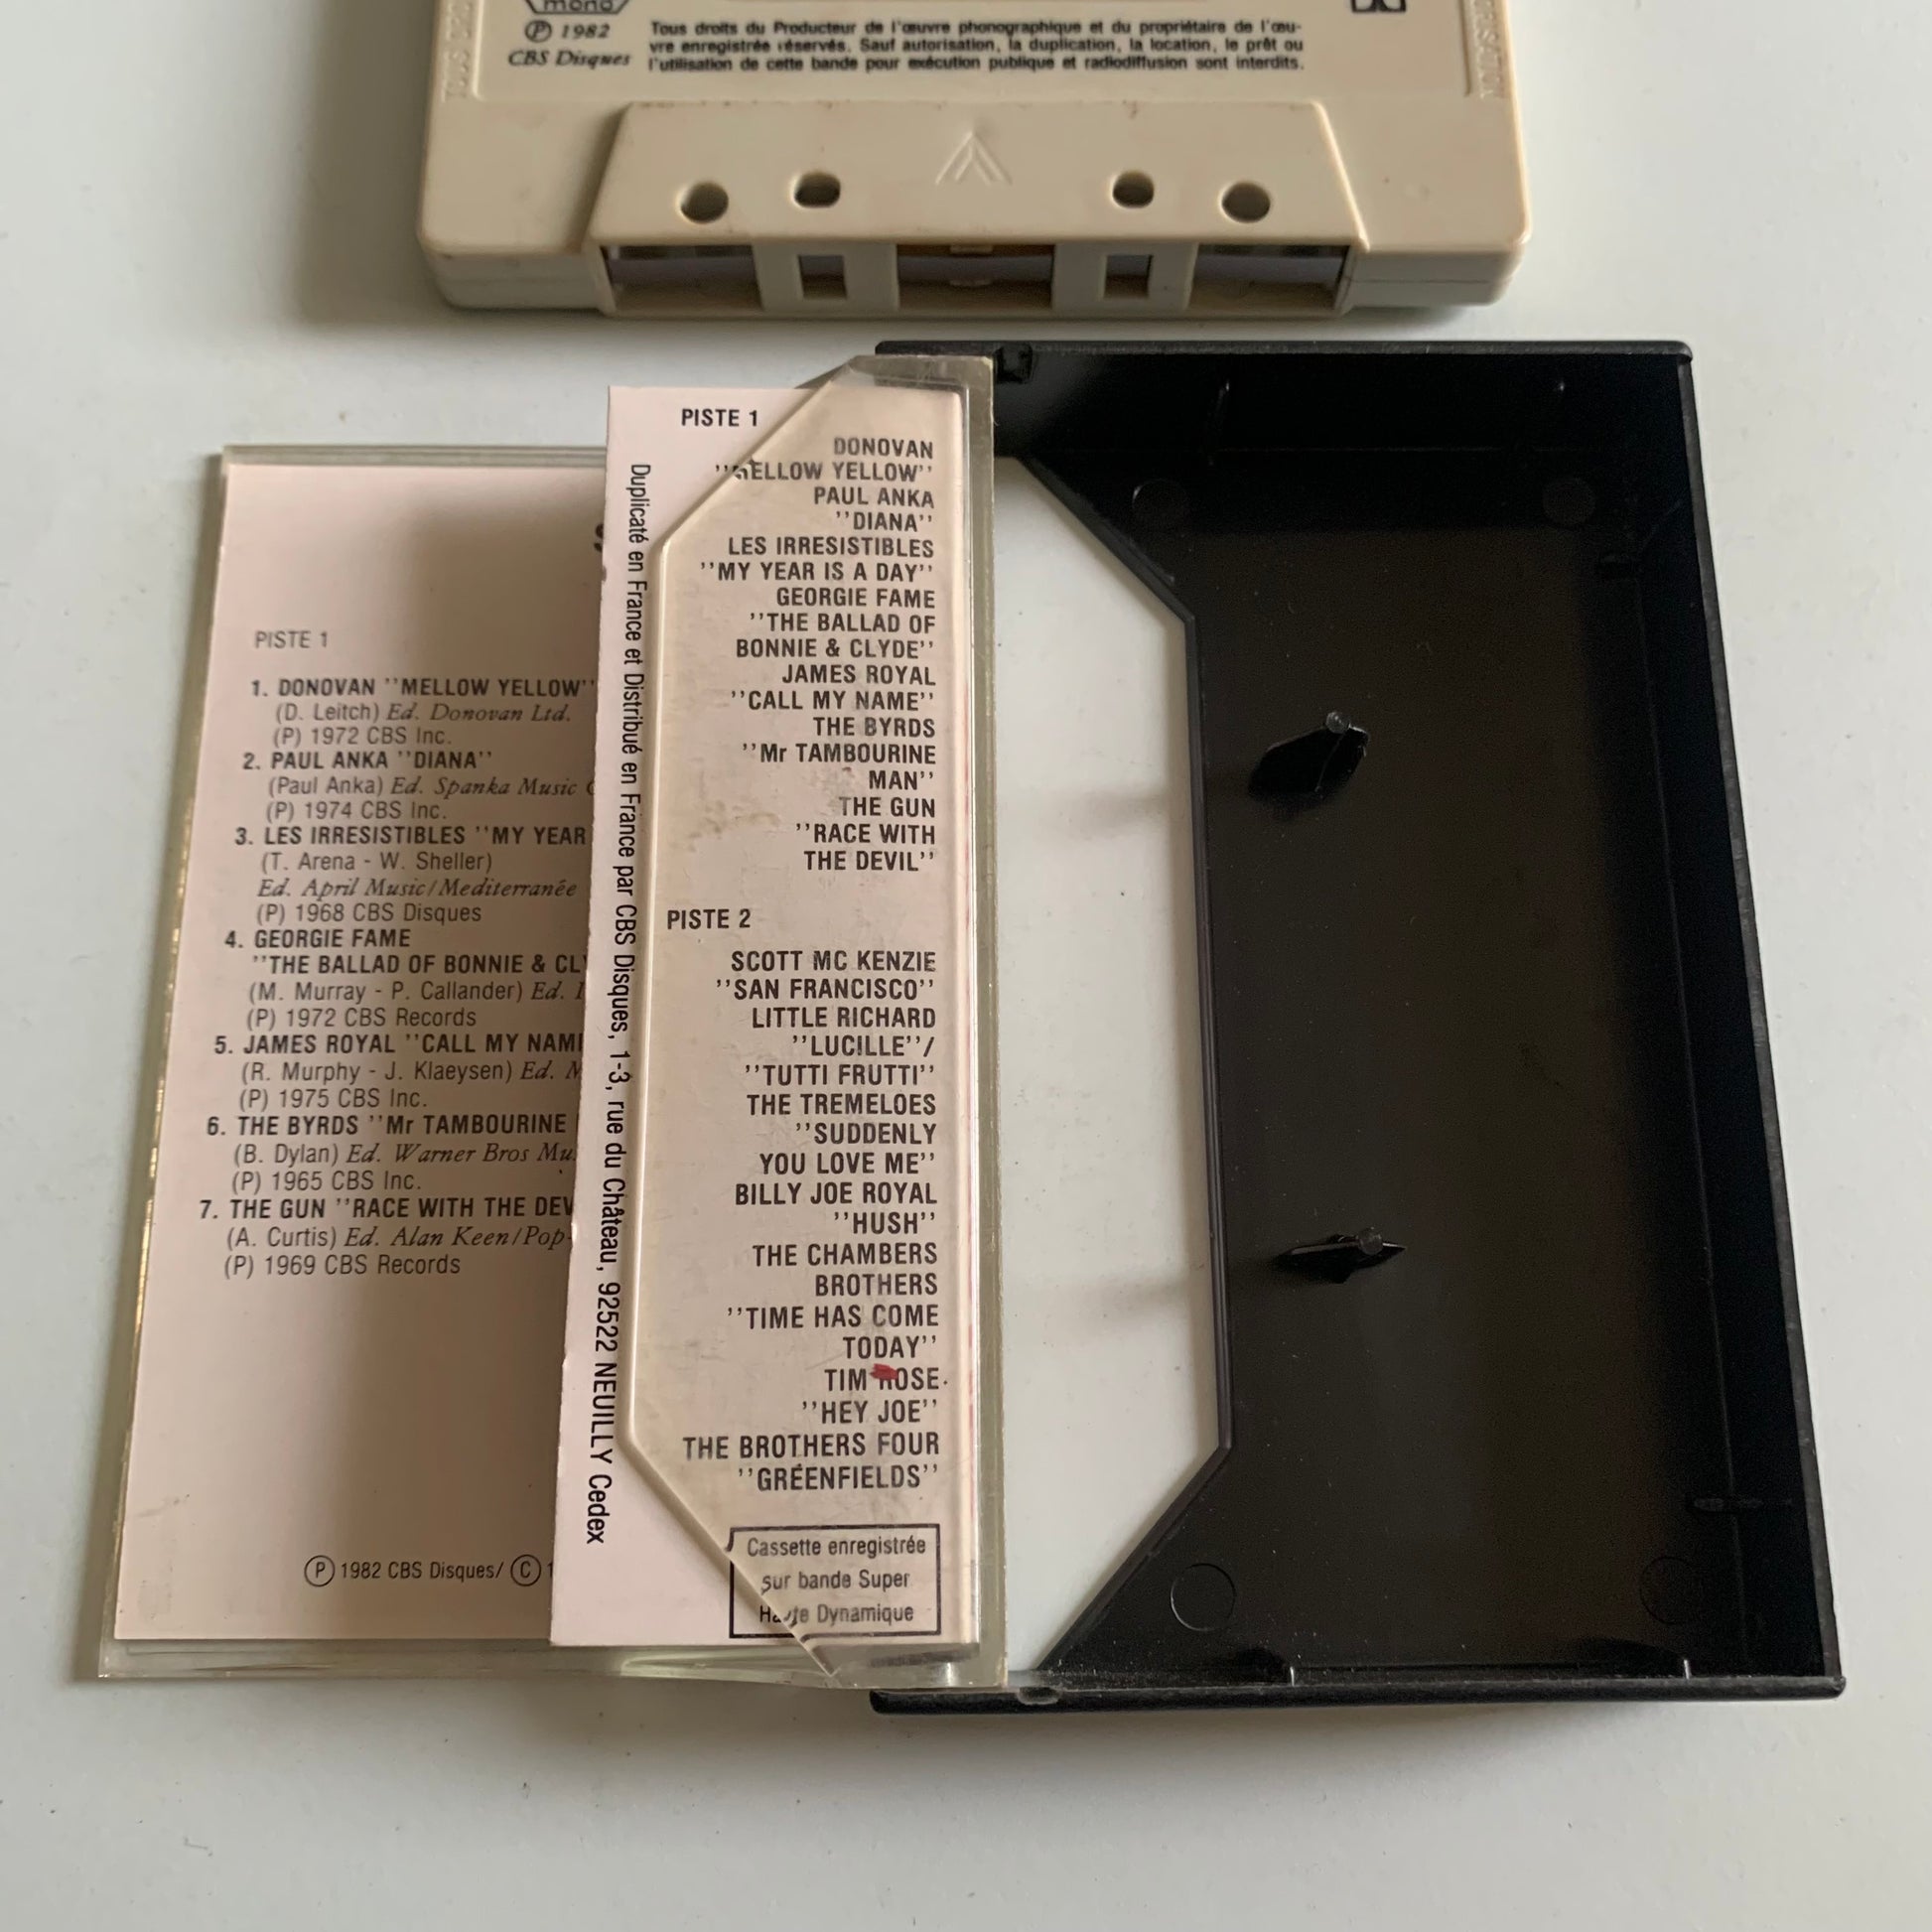 mono
℗ 1982
CBS Disques
Tous droits du Producteur de l'œuvre phonographique et du propriétaire de l'œu-
vre enregistrée réservés. Sauf autorisation, la duplication, la location, le prêt ou
l'utilisation de cette bande pour exécution publique et radiodiffusion sont interdits.
PISTE 1
1. DONOVAN ''MELLOW YELLOW''
(D. Leitch) Ed. Donovan Ltd.
(P) 1972 CBS Inc.
2. PAUL ANKA ''DIANA''
(Paul Anka) Ed. Spanka Music
(P) 1974 CBS Inc.
3. LES IRRESISTIBLES ''MY YEAR
(T. Arena - W. Sheller)
Ed. April Music/Mediterranée
(P) 1968 CBS Disques
4. GEORGIE FAME
''THE BALLAD OF BONNIE & CL
(M. Murray - P. Callander) Ed.
(P) 1972 CBS Records
5. JAMES ROYAL ''CALL MY NAM
(R. Murphy - J. Klaeysen) Ed. M
(P) 1975 CBS Inc.
6. THE BYRDS ''Mr TAMBOURINE
(B. Dylan) Ed. Warner Bros Mu
(P) 1965 CBS Inc.
7. THE GUN ''RACE WITH THE DEV
(A. Curtis) Ed. Alan Keen/Pop-
(P) 1969 CBS Records
℗ 1982 CBS Disques/ © 1
Duplicaté en France et Distribué en France par CBS Disques, 1-3, rue du Château, 92522 NEUILLY Cedex
PISTE 1
DONOVAN
''MELLOW YELLOW''
PAUL ANKA
''DIANA''
LES IRRESISTIBLES
''MY YEAR IS A DAY''
GEORGIE FAME
''THE BALLAD OF
BONNIE & CLYDE''
JAMES ROYAL
''CALL MY NAME''
THE BYRDS
''Mr TAMBOURINE
MAN''
THE GUN
''RACE WITH
THE DEVIL''
PISTE 2
SCOTT MC KENZIE
''SAN FRANCISCO''
LITTLE RICHARD
''LUCILLE''/
''TUTTI FRUTTI''
THE TREMELOES
''SUDDENLY
YOU LOVE ME''
BILLY JOE ROYAL
''HUSH''
THE CHAMBERS
BROTHERS
''TIME HAS COME
TODAY''
TIM ROSE
''HEY JOE''
THE BROTHERS FOUR
''GREENFIELDS''
Cassette enregistrée
sur bande Super
Haute Dynamique